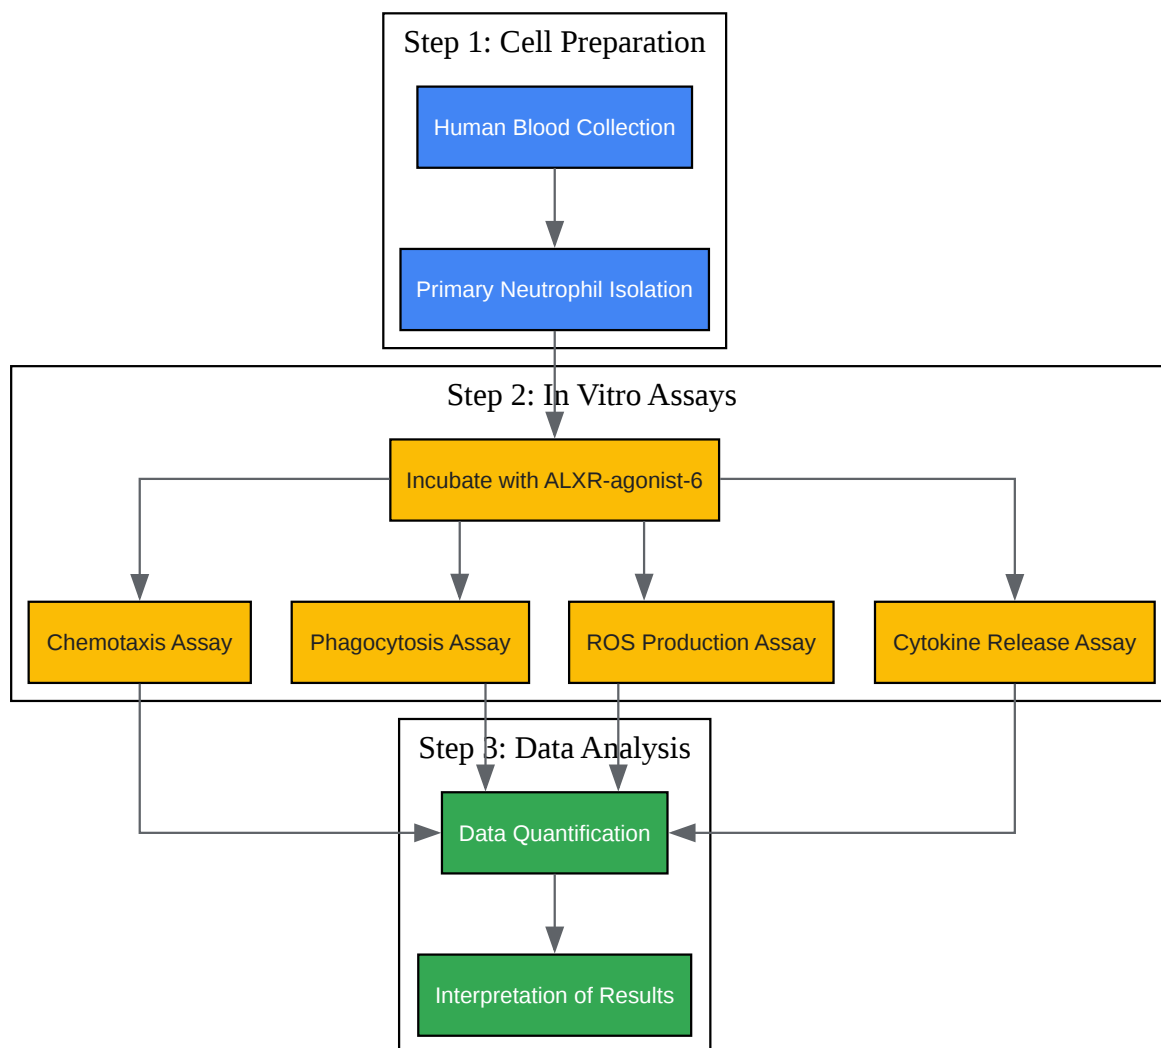 Step 1: Cell Preparation
Human Blood Collection
Primary Neutrophil Isolation
Step 2: In Vitro Assays
Incubate with ALXR-agonist-6
Chemotaxis Assay
Phagocytosis Assay
ROS Production Assay
Cytokine Release Assay
Step 3: Data Analysis
Data Quantification
Interpretation of Results